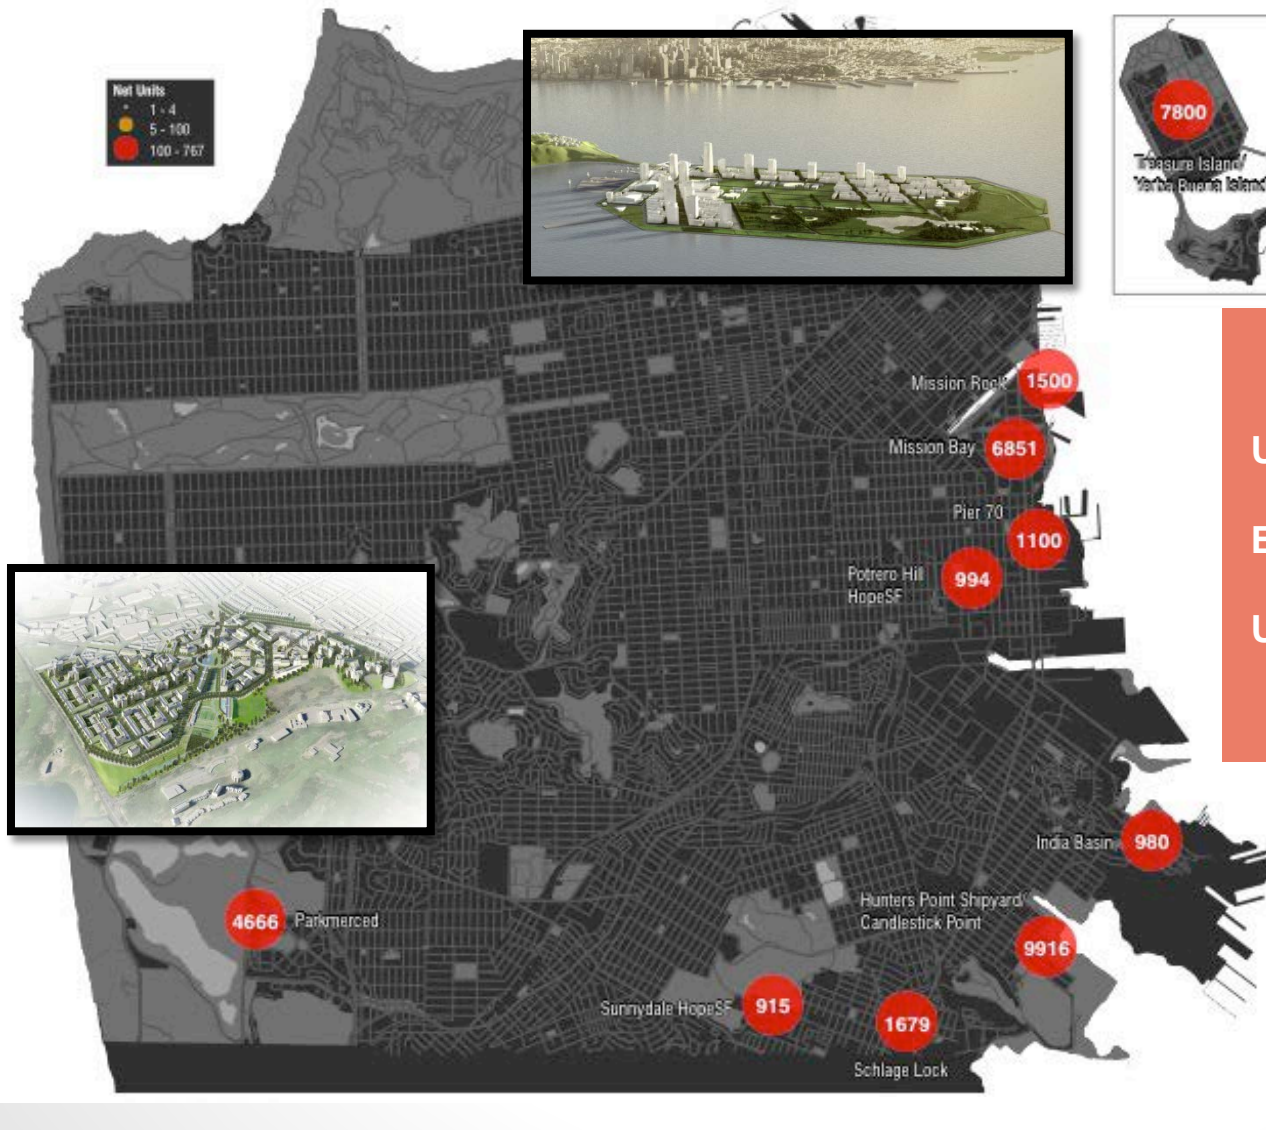 Net Units
1 - 4
5 - 100
100 - 767
7800
Treasure Island/
Yerba Buena Island
Mission Rock
1500
Mission Bay
6851
Pier 70
1100
Potrero Hill
HopeSF
994
U
E
U
India Basin
980
Hunters Point Shipyard/
Candlestick Point
9916
4666
Parkmerced
Sunnydale HopeSF
915
1679
Schlage Lock